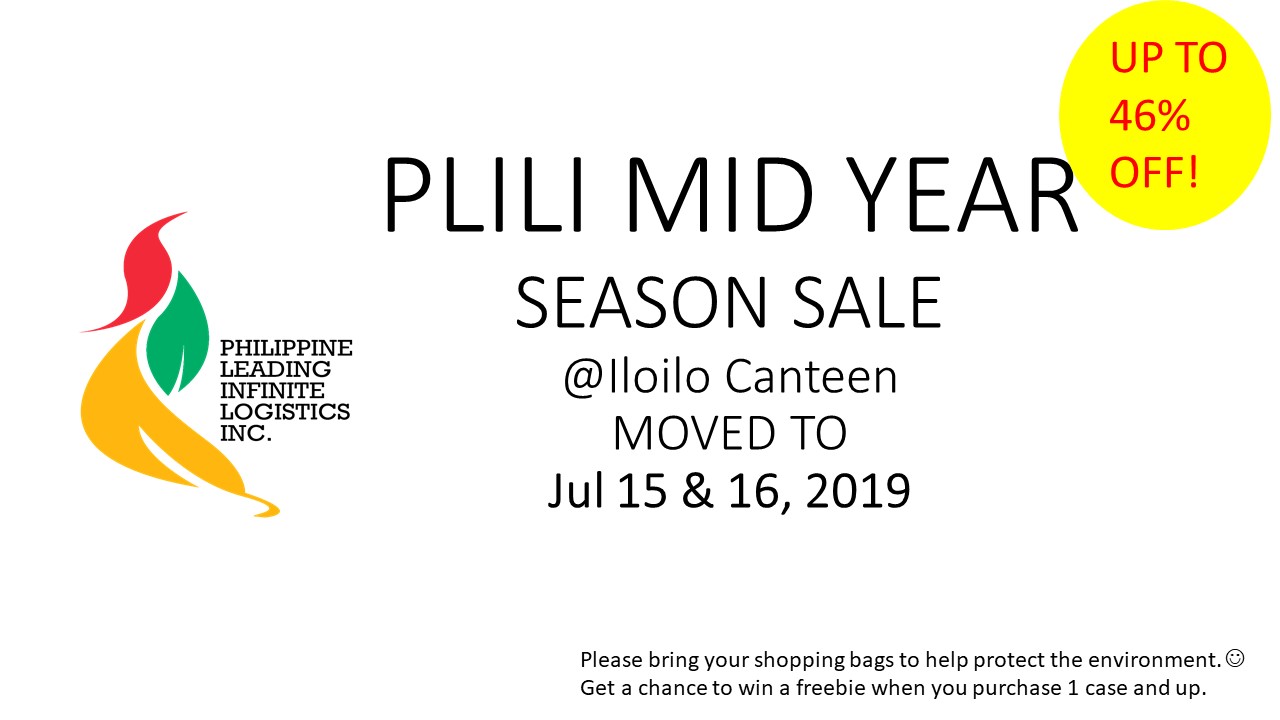 UP TO
46%
OFF!
PLILI MID YEAR
SEASON SALE
@Iloilo Canteen
MOVED TO
Jul 15 & 16, 2019
PHILIPPINE
LEADING
INFINITE
LOGISTICS
INC.
Please bring your shopping bags to help protect the environment. ☺
Get a chance to win a freebie when you purchase 1 case and up.